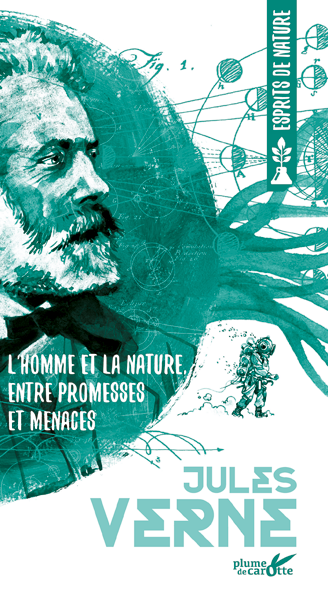 Fig. 1.
ESPRITS DE NATURE
L'HOMME ET LA NATURE,
ENTRE PROMESSES
ET MENACES
JULES
VERNE
plume
de carotte